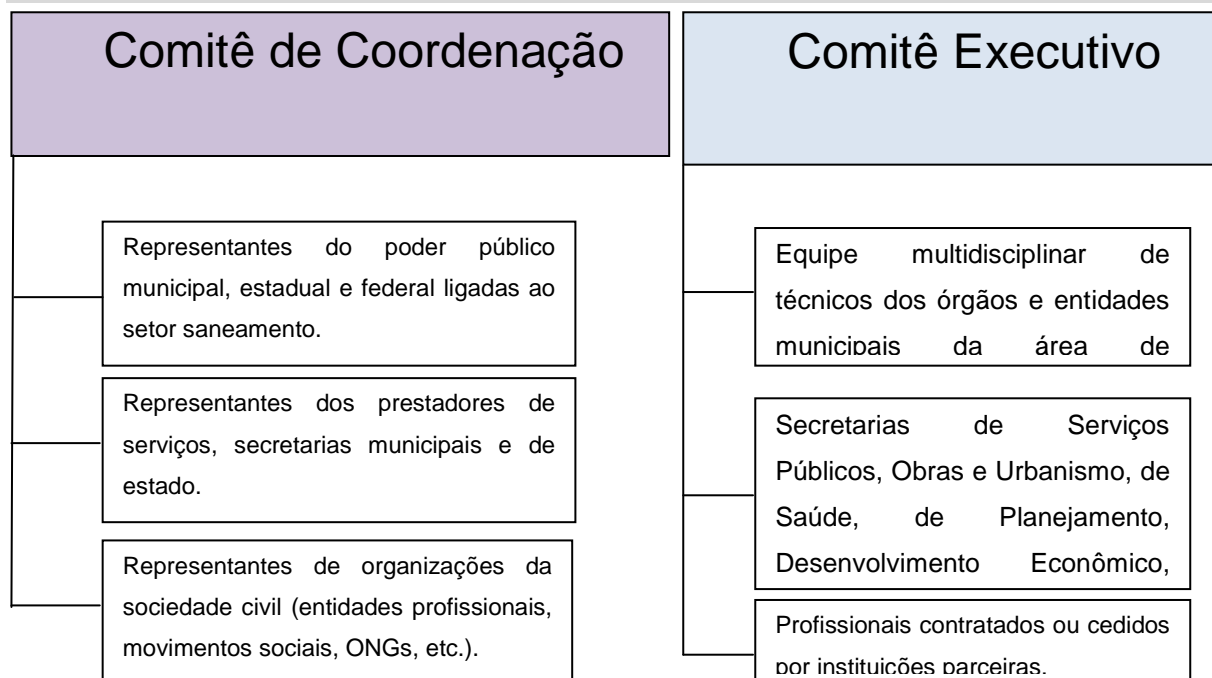 Comitê de Coordenação
Representantes do poder público
municipal, estadual e federal ligadas ao
setor saneamento.
Representantes dos prestadores de
serviços, secretarias municipais e de
estado.
Representantes de organizações da
sociedade civil (entidades profissionais,
movimentos sociais, ONGs, etc.).
Comitê Executivo
Equipe multidisciplinar de
técnicos dos órgãos e entidades
municipais da área de
Secretarias de Serviços
Públicos, Obras e Urbanismo, de
Saúde, de Planejamento,
Desenvolvimento Econômico,
Profissionais contratados ou cedidos
por instituições parceiras.